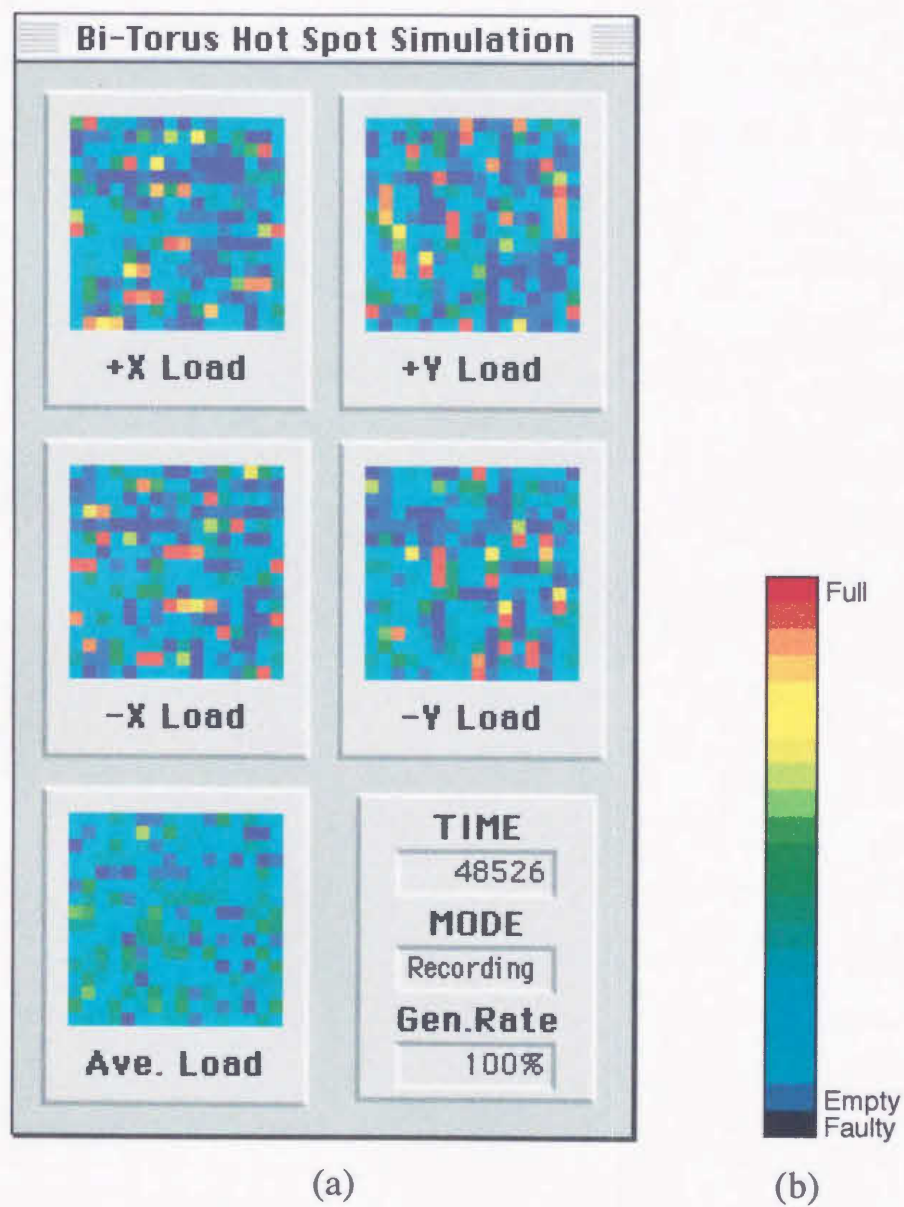 Bi-Torus Hot Spot Simulation
+X Load
+Y Load
-X Load
-Y Load
Ave. Load
TIME
48526
MODE
Recording
Gen.Rate
100%
Full
Empty
Faulty
(a)
(b)